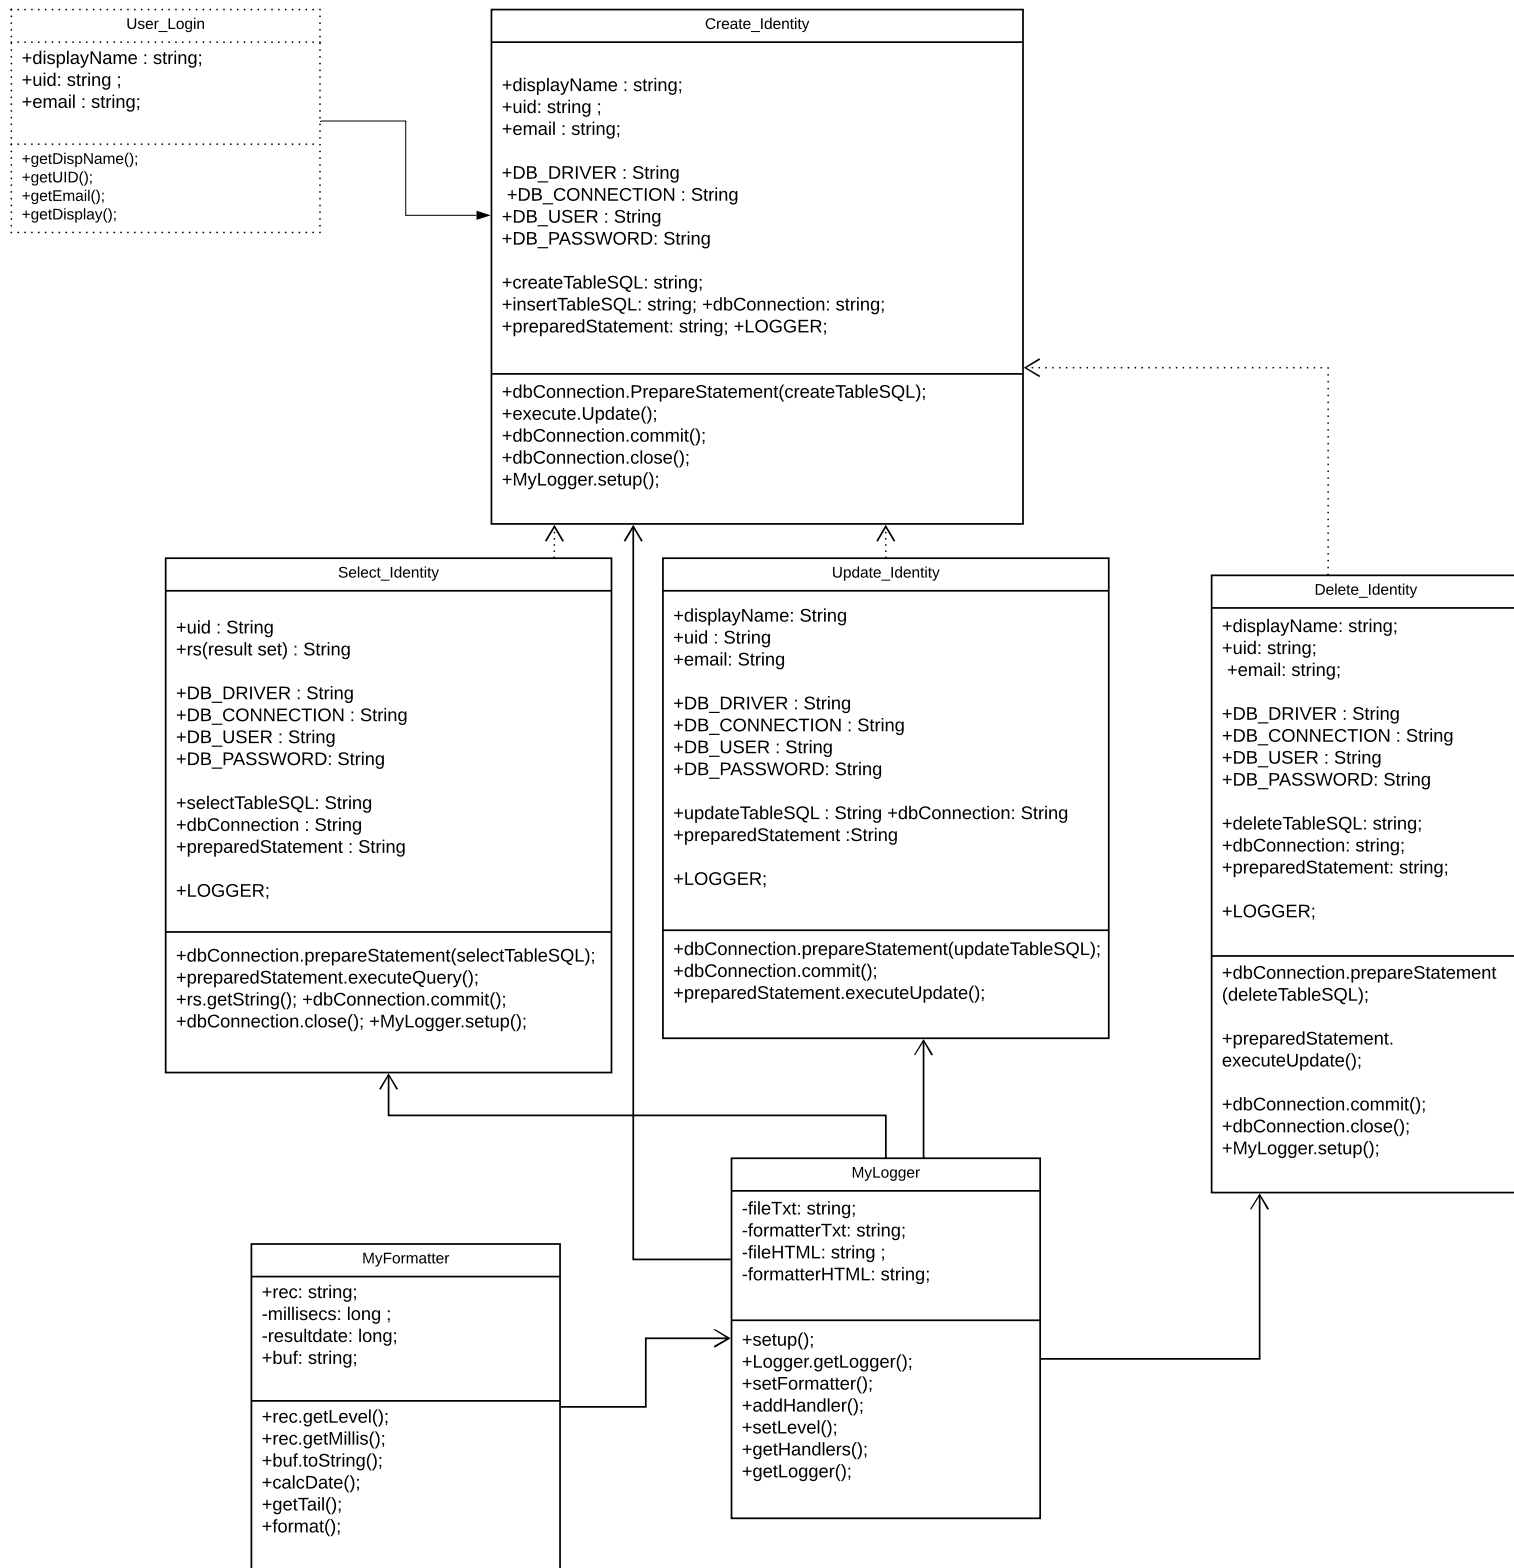 User_Login
+displayName : string;
+uid: string ;
+email : string;
+getDispName();
+getUID();
+getEmail();
+getDisplay();
Create_Identity
+displayName : string;
+uid: string ;
+email : string;
+DB_DRIVER : String
+DB_CONNECTION : String
+DB_USER : String
+DB_PASSWORD: String
+createTableSQL: string;
+insertTableSQL: string; +dbConnection: string;
+preparedStatement: string; +LOGGER;
+dbConnection.PrepareStatement(createTableSQL);
+execute.Update();
+dbConnection.commit();
+dbConnection.close();
+MyLogger.setup();
Select_Identity
+uid : String
+rs(result set) : String
+DB_DRIVER : String
+DB_CONNECTION : String
+DB_USER : String
+DB_PASSWORD: String
+selectTableSQL: String
+dbConnection : String
+preparedStatement : String
+LOGGER;
+dbConnection.prepareStatement(selectTableSQL);
+preparedStatement.executeQuery();
+rs.getString(); +dbConnection.commit();
+dbConnection.close(); +MyLogger.setup();
Update_Identity
+displayName: String
+uid : String
+email: String
+DB_DRIVER : String
+DB_CONNECTION : String
+DB_USER : String
+DB_PASSWORD: String
+updateTableSQL : String +dbConnection: String
+preparedStatement :String
+LOGGER;
+dbConnection.prepareStatement(updateTableSQL);
+dbConnection.commit();
+preparedStatement.executeUpdate();
Delete_Identity
+displayName: string;
+uid: string;
+email: string;
+DB_DRIVER : String
+DB_CONNECTION : String
+DB_USER : String
+DB_PASSWORD: String
+deleteTableSQL: string;
+dbConnection: string;
+preparedStatement: string;
+LOGGER;
+dbConnection.prepareStatement
(deleteTableSQL);
+preparedStatement.
executeUpdate();
+dbConnection.commit();
+dbConnection.close();
+MyLogger.setup();
MyFormatter
+rec: string;
-millisecs: long ;
-resultdate: long;
+buf: string;
+rec.getLevel();
+rec.getMillis();
+buf.toString();
+calcDate();
+getTail();
+format();
MyLogger
-fileTxt: string;
-formatterTxt: string;
-fileHTML: string ;
-formatterHTML: string;
+setup();
+Logger.getLogger();
+setFormatter();
+addHandler();
+setLevel();
+getHandlers();
+getLogger();